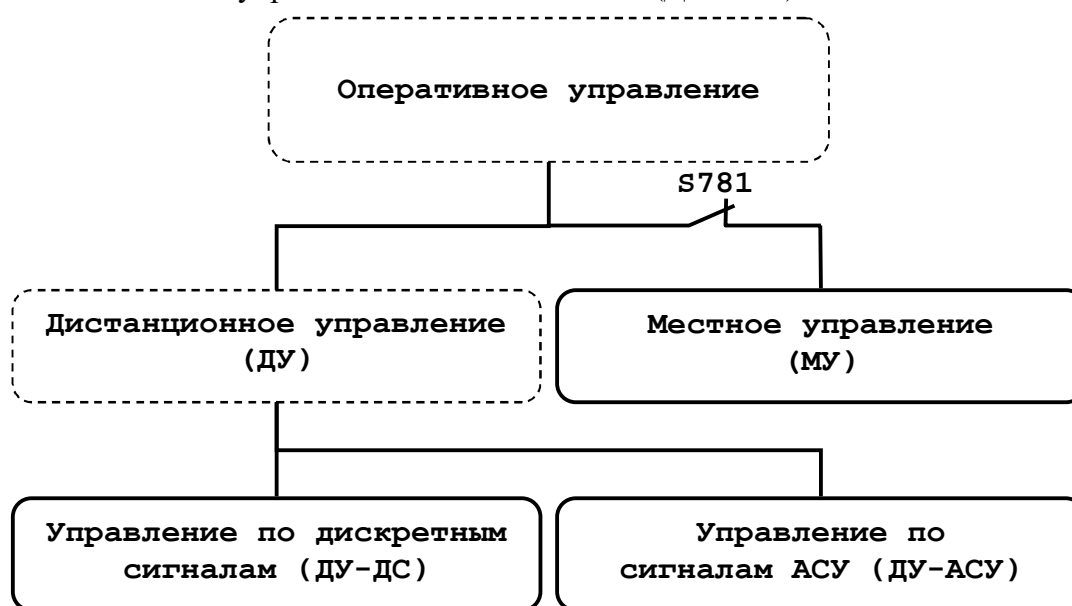 Оперативное управление
S781
Дистанционное управление
(ДУ)
Местное управление
(МУ)
Управление по дискретным
сигналам (ДУ-ДС)
Управление по
сигналам АСУ (ДУ-АСУ)